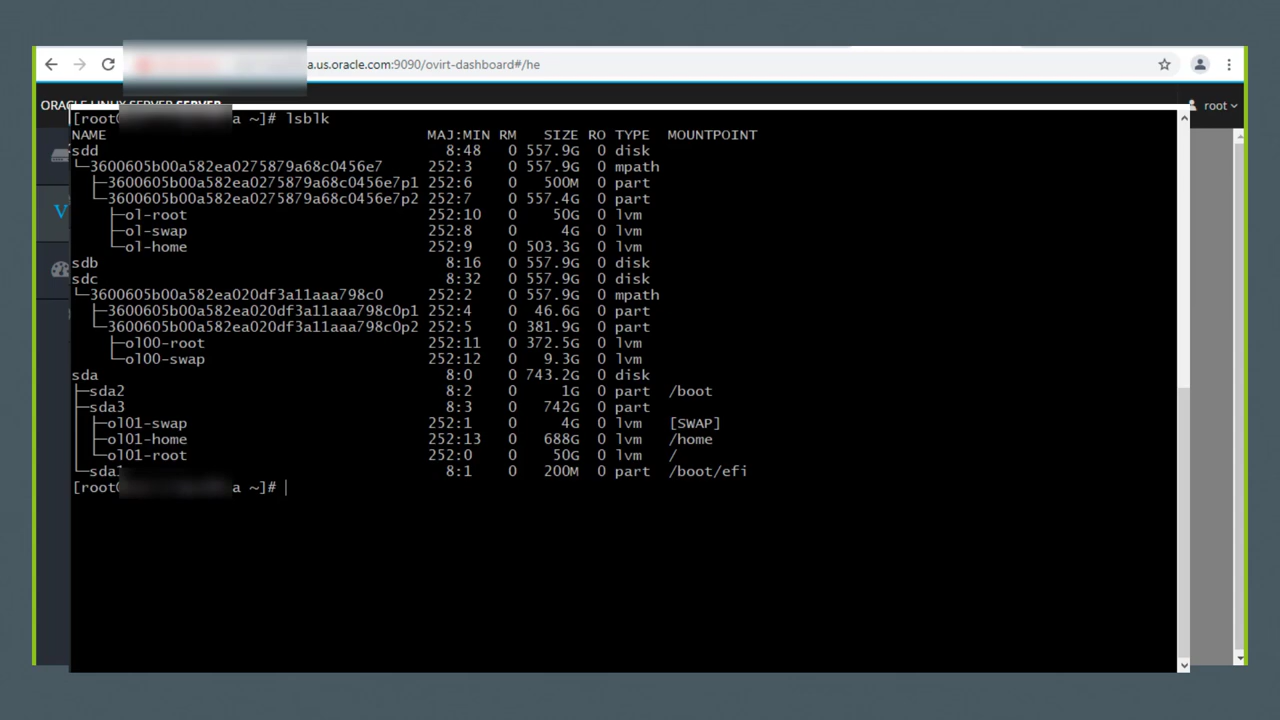 a.us.oracle.com:9090/ovirt-dashboard#/he
ORACLE LINUX SERVER SERVER
root
V
[root@ a ~]# lsblk
NAME MAJ:MIN RM SIZE RO TYPE MOUNTPOINT
sdd 8:48 0 557.9G 0 disk
└─3600605b00a582ea0275879a68c0456e7 252:3 0 557.9G 0 mpath
├─3600605b00a582ea0275879a68c0456e7p1 252:6 0 500M 0 part
└─3600605b00a582ea0275879a68c0456e7p2 252:7 0 557.4G 0 part
├─ol-root 252:10 0 50G 0 lvm
├─ol-swap 252:8 0 4G 0 lvm
└─ol-home 252:9 0 503.3G 0 lvm
sdb 8:16 0 557.9G 0 disk
sdc 8:32 0 557.9G 0 disk
└─3600605b00a582ea020df3a11aaa798c0 252:2 0 557.9G 0 mpath
├─3600605b00a582ea020df3a11aaa798c0p1 252:4 0 46.6G 0 part
└─3600605b00a582ea020df3a11aaa798c0p2 252:5 0 381.9G 0 part
├─ol00-root 252:11 0 372.5G 0 lvm
└─ol00-swap 252:12 0 9.3G 0 lvm
sda 8:0 0 743.2G 0 disk
├─sda2 8:2 0 1G 0 part /boot
├─sda3 8:3 0 742G 0 part
│ ├─ol01-swap 252:1 0 4G 0 lvm [SWAP]
│ ├─ol01-home 252:13 0 688G 0 lvm /home
│ └─ol01-root 252:0 0 50G 0 lvm /
└─sda1 8:1 0 200M 0 part /boot/efi
[root@ a ~]#